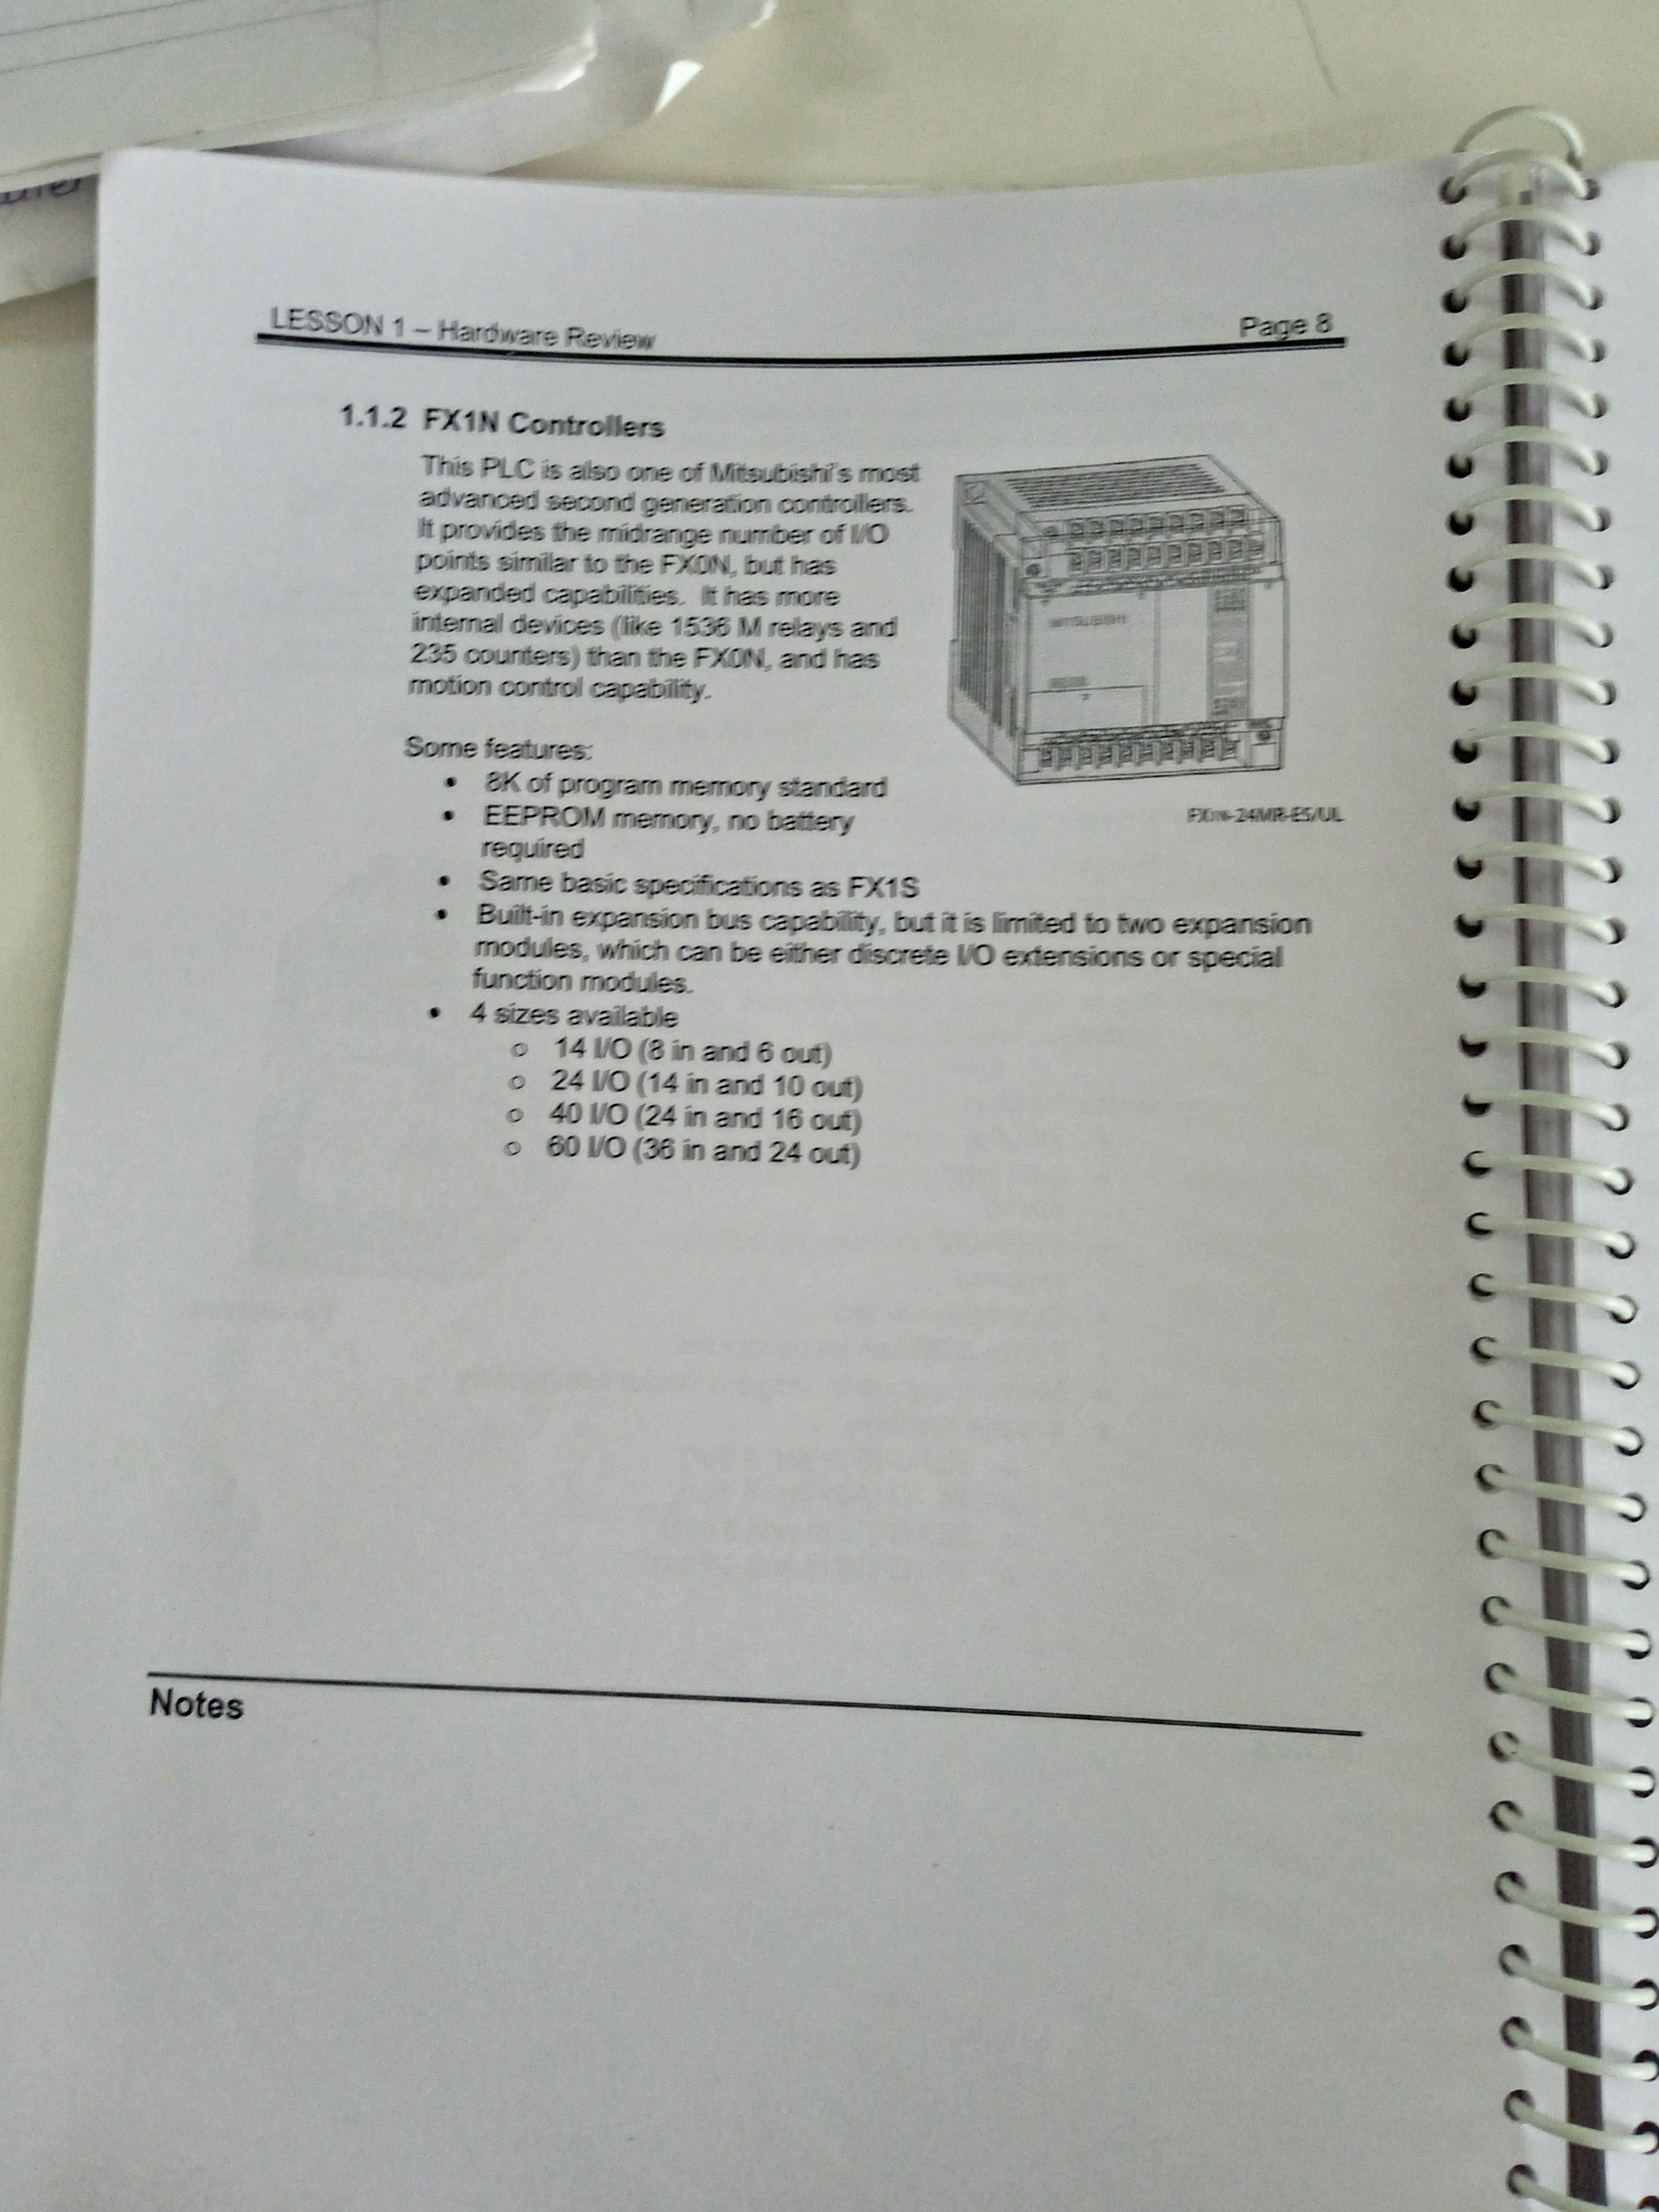 LESSON 1 – Hardware Review
Page 8
1.1.2 FX1N Controllers
This PLC is also one of Mitsubishi's most
advanced second generation controllers.
It provides the midrange number of I/O
points similar to the FX0N, but has
expanded capabilities. It has more
internal devices (like 1536 M relays and
235 counters) than the FX0N, and has
motion control capability.
MITSUBISHI
FX1N-24MR-ES/UL
Some features:
• 8K of program memory standard
• EEPROM memory, no battery
required
• Same basic specifications as FX1S
• Built-in expansion bus capability, but it is limited to two expansion
modules, which can be either discrete I/O extensions or special
function modules.
• 4 sizes available
o 14 I/O (8 in and 6 out)
o 24 I/O (14 in and 10 out)
o 40 I/O (24 in and 16 out)
o 60 I/O (36 in and 24 out)
Notes